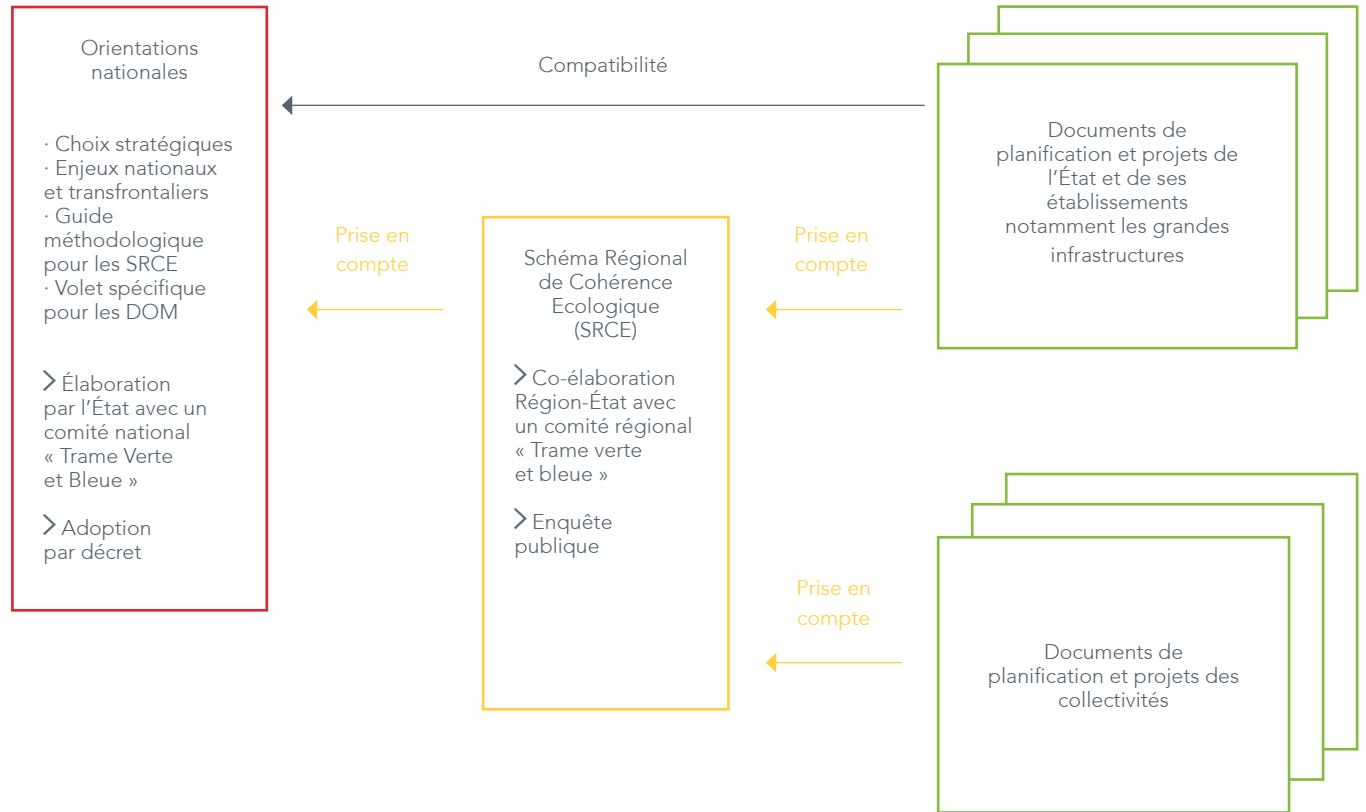 Orientations
nationales
· Choix stratégiques
· Enjeux nationaux
et transfrontaliers
· Guide
méthodologique
pour les SRCE
· Volet spécifique
pour les DOM
> Élaboration
par l'État avec un
comité national
« Trame Verte
et Bleue »
> Adoption
par décret
Compatibilité
Prise en
compte
Schéma Régional
de Cohérence
Ecologique
(SRCE)
> Co-élaboration
Région-État avec
un comité régional
« Trame verte
et bleue »
> Enquête
publique
Prise en
compte
Documents de
planification et projets de
l'État et de ses
établissements
notamment les grandes
infrastructures
Prise en
compte
Documents de
planification et projets des
collectivités